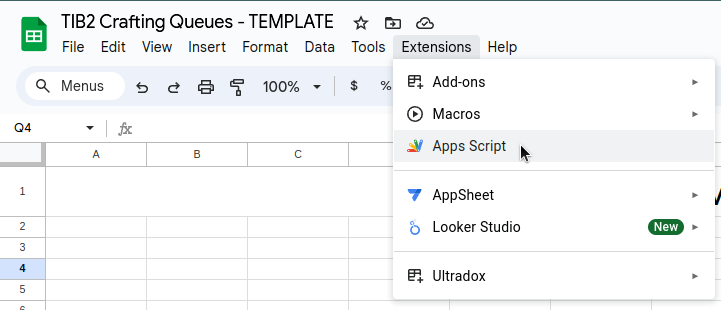 TIB2 Crafting Queues - TEMPLATE
File Edit View Insert Format Data Tools Extensions Help
Menus 100% $ %
Add-ons
Macros
Apps Script
AppSheet
Looker Studio New
Ultradox
Q4 fx
A B C
1
2
3
4
5